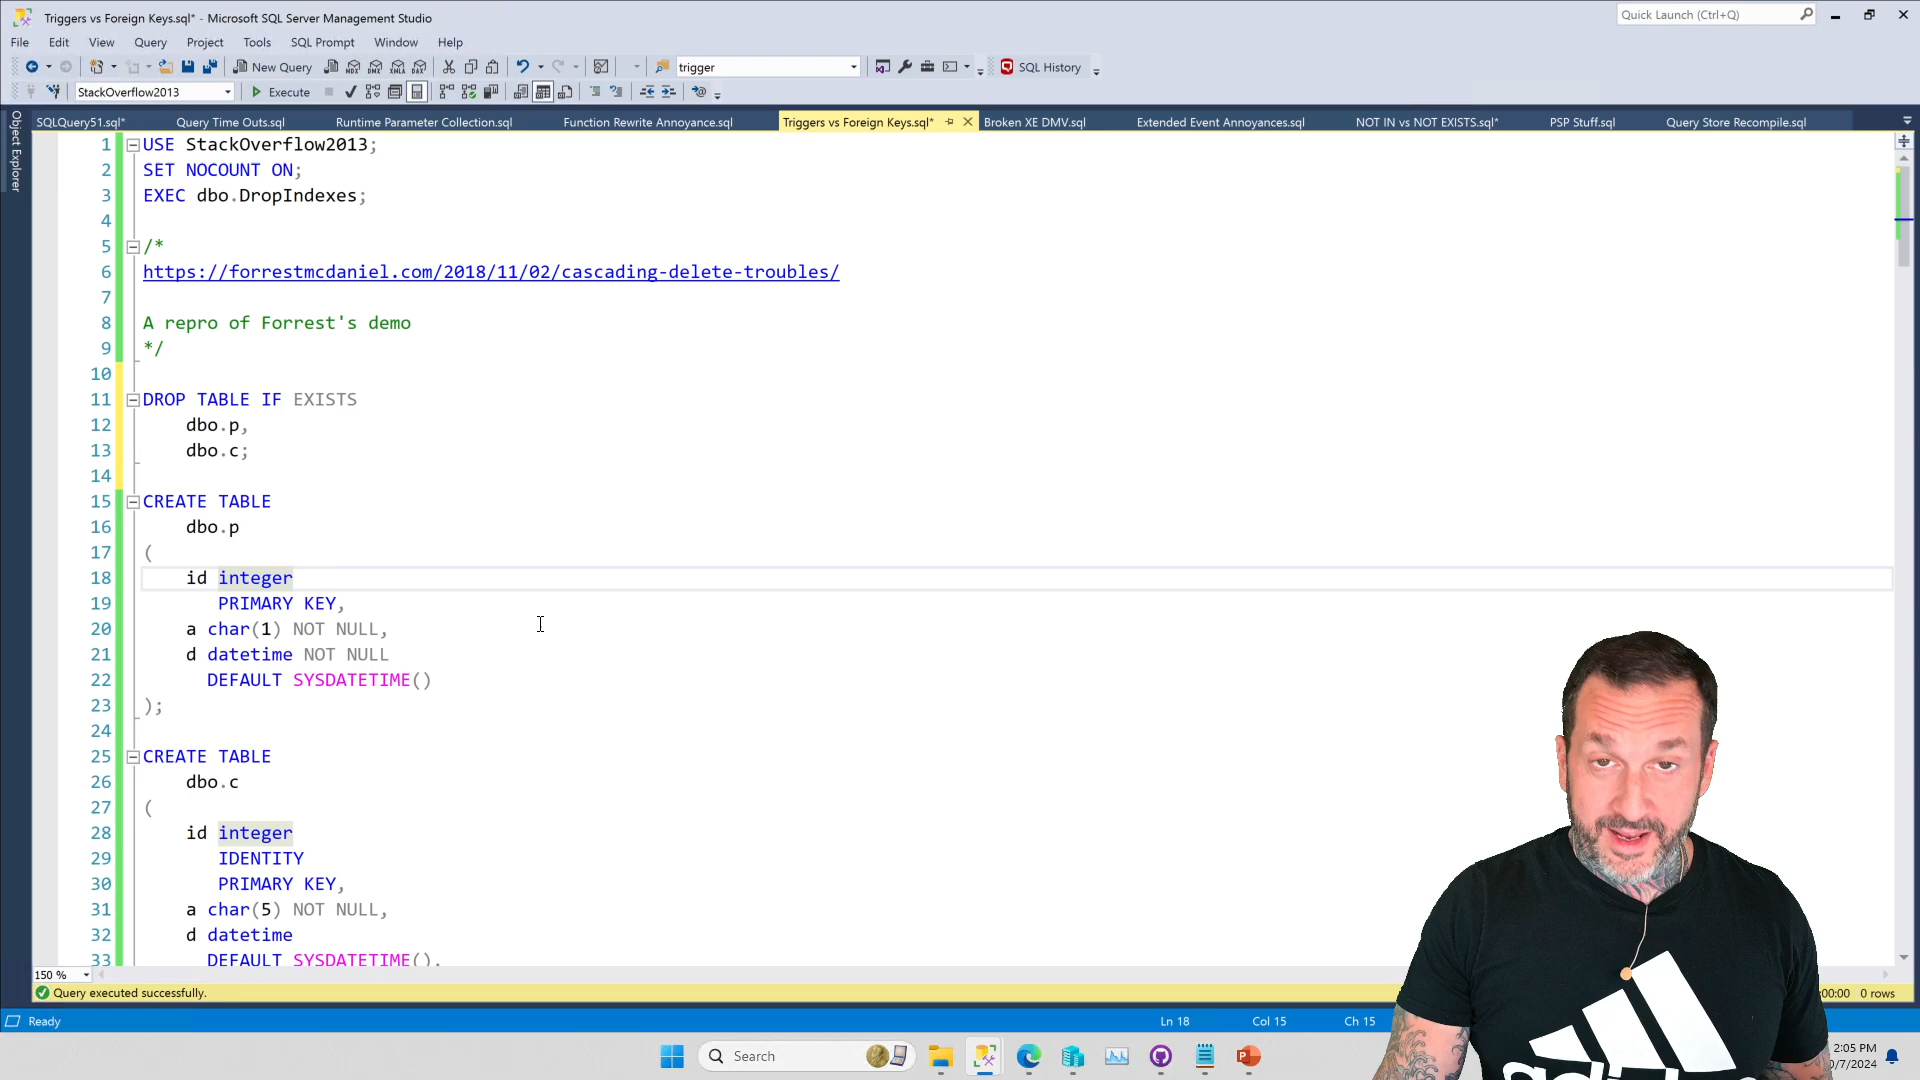 Triggers vs Foreign Keys.sql* - Microsoft SQL Server Management Studio
Quick Launch (Ctrl+Q)
File Edit View Query Project Tools SQL Prompt Window Help
New Query
MDX DMX XMLA DAX
trigger
SQL History
StackOverflow2013
Execute
SQLQuery51.sql* Query Time Outs.sql Runtime Parameter Collection.sql Function Rewrite Annoyance.sql Triggers vs Foreign Keys.sql* Broken XE DMV.sql Extended Event Annoyances.sql NOT IN vs NOT EXISTS.sql* PSP Stuff.sql Query Store Recompile.sql
Object Explorer
1 USE StackOverflow2013;
2 SET NOCOUNT ON;
3 EXEC dbo.DropIndexes;
4
5 /*
6 https://forrestmcdaniel.com/2018/11/02/cascading-delete-troubles/
7
8 A repro of Forrest's demo
9 */
10
11 DROP TABLE IF EXISTS
12 dbo.p,
13 dbo.c;
14
15 CREATE TABLE
16 dbo.p
17 (
18 id integer
19 PRIMARY KEY,
20 a char(1) NOT NULL,
21 d datetime NOT NULL
22 DEFAULT SYSDATETIME()
23 );
24
25 CREATE TABLE
26 dbo.c
27 (
28 id integer
29 IDENTITY
30 PRIMARY KEY,
31 a char(5) NOT NULL,
32 d datetime
33 DEFAULT SYSDATETIME(),
150 %
Query executed successfully.
:00:00 0 rows
Ready
Ln 18 Col 15 Ch 15
Search
2:05 PM
0/7/2024
adidas